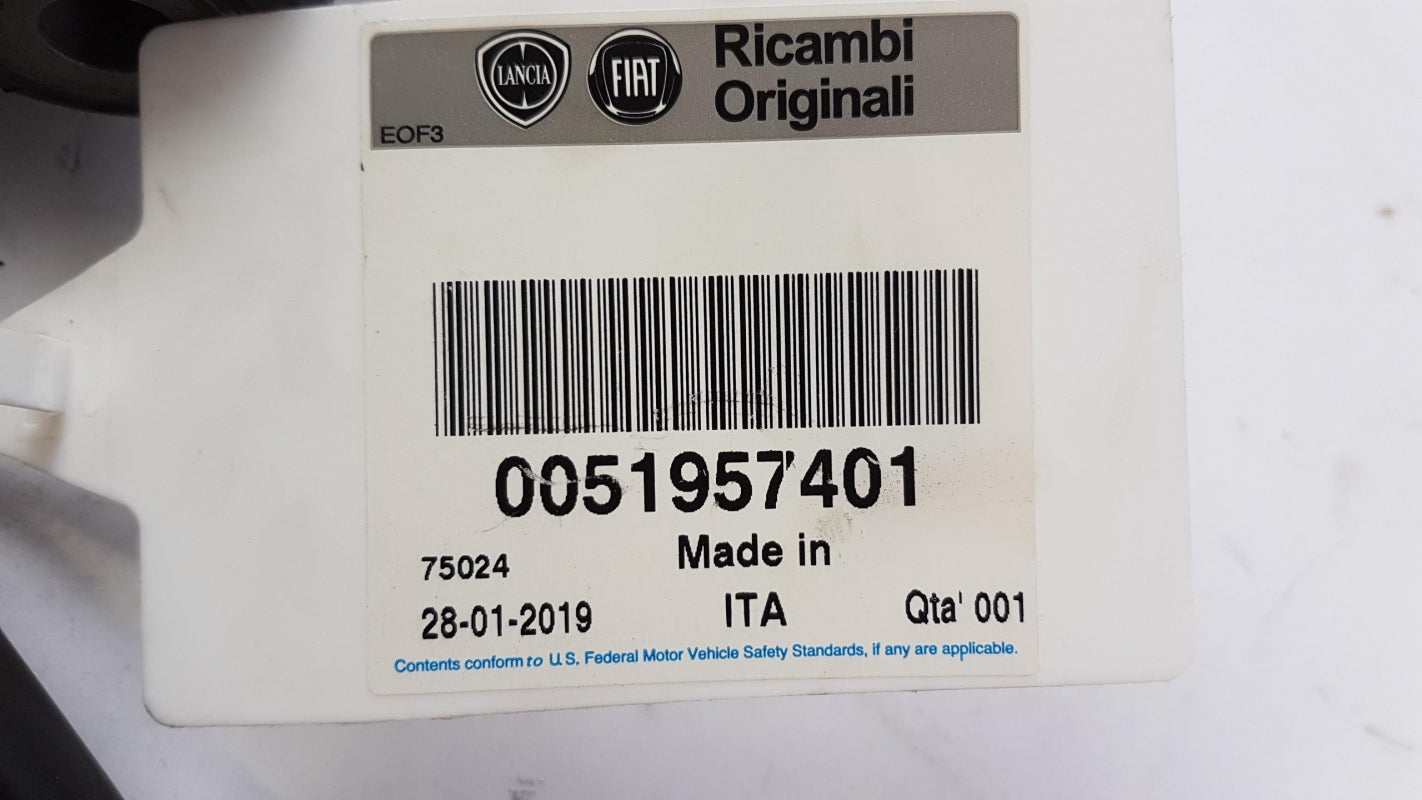 LANCIA
FIAT
Ricambi
Originali
EOF3
0051957401
75024
Made in
28-01-2019
ITA
Qta' 001
Contents conform to U.S. Federal Motor Vehicle Safety Standards, if any are applicable.